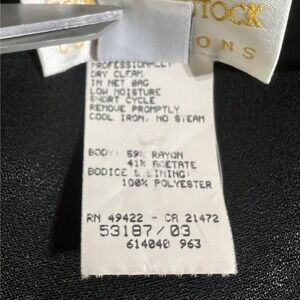 TOCK
IONS
PROFESSIONALLY
DRY CLEAN
IN NET BAG
LOW MOISTURE
SHORT CYCLE
REMOVE PROMPTLY
COOL IRON, NO STEAM
BODY: 59% RAYON
41% ACETATE
BODICE & LINING:
100% POLYESTER
RN 49422 - CA 21472
53187/03
614040 963